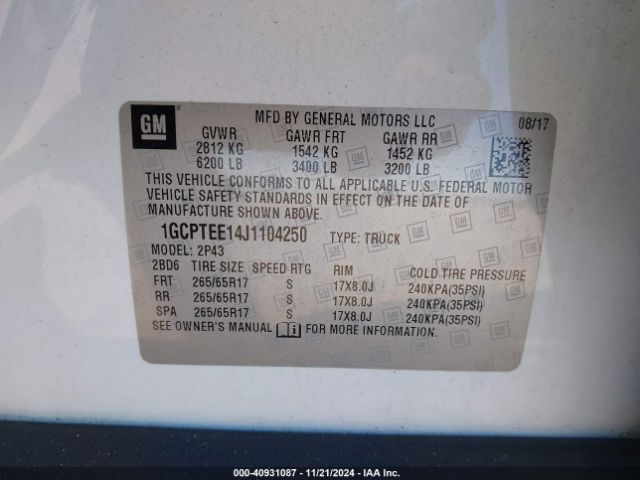 GM
MFD BY GENERAL MOTORS LLC 08/17
GVWR GAWR FRT GAWR RR
2812 KG 1542 KG 1452 KG
6200 LB 3400 LB 3200 LB
THIS VEHICLE CONFORMS TO ALL APPLICABLE U.S. FEDERAL MOTOR
VEHICLE SAFETY STANDARDS IN EFFECT ON THE DATE OF
MANUFACTURE SHOWN ABOVE.
1GCPTEE14J1104250 TYPE: TRUCK
MODEL: 2P43
2BD6 TIRE SIZE SPEED RTG RIM COLD TIRE PRESSURE
FRT 265/65R17 S 17X8.0J 240KPA(35PSI)
RR 265/65R17 S 17X8.0J 240KPA(35PSI)
SPA 265/65R17 S 17X8.0J 240KPA(35PSI)
SEE OWNER'S MANUAL FOR MORE INFORMATION.
000-40931087 - 11/21/2024 - IAA Inc.